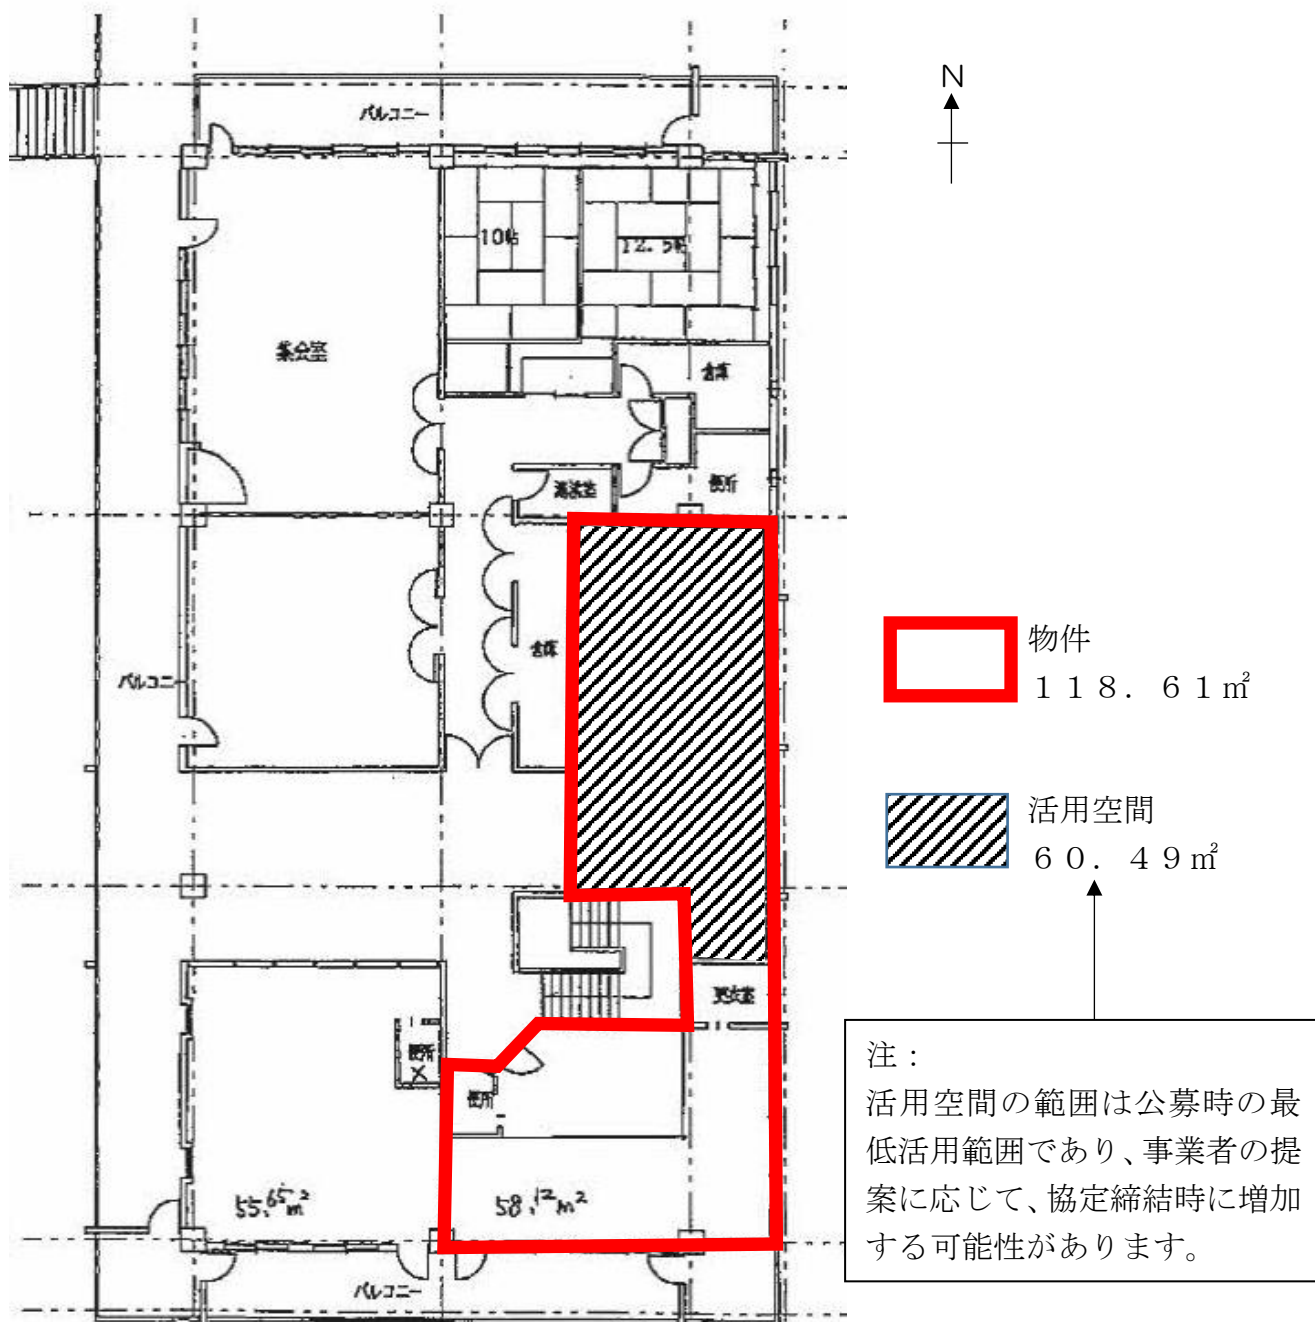 N
バルコニー
10帖
12.5帖
集会室
倉庫
湯沸室
便所
倉庫
バルコニー
物件
１１８．６１㎡
活用空間
６０．４９㎡
更衣室
便所
便所
55.65m²
58.12m²
バルコニー
注：
活用空間の範囲は公募時の最
低活用範囲であり、事業者の提
案に応じて、協定締結時に増加
する可能性があります。